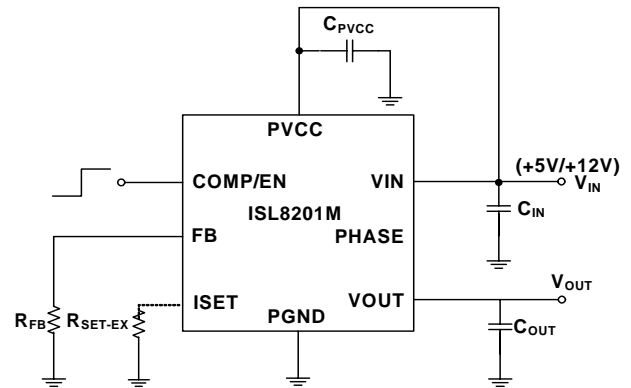 CPVCC
PVCC
(+5V/+12V)
COMP/EN
VIN
VIN
ISL8201M
CIN
FB
PHASE
VOUT
ISET
VOUT
RFB
RSET-EX
PGND
COUT